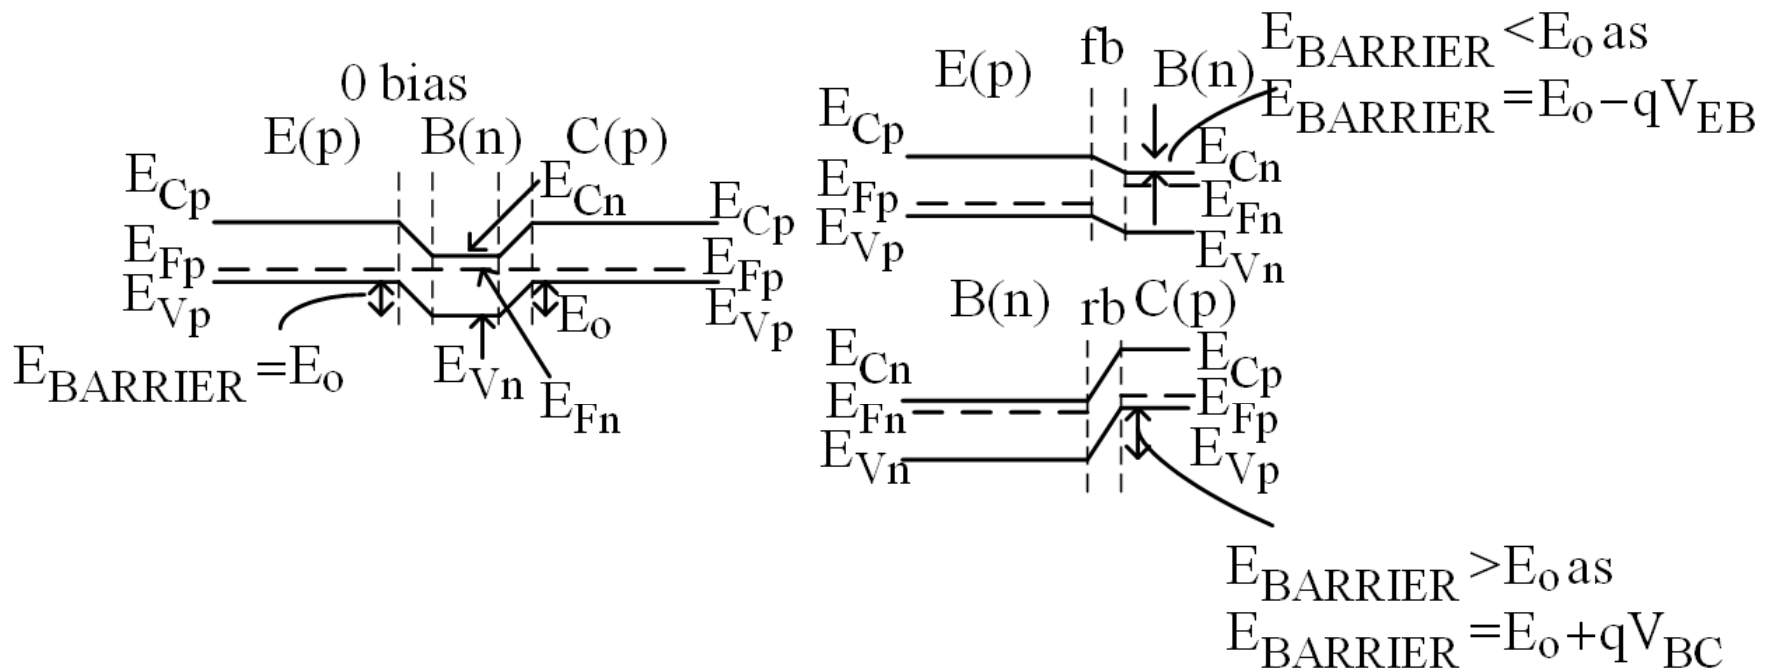 0 bias
E(p) B(n) C(p)
E_Cp
E_Cn
E_Cp
E_Fp
E_Fp
E_Vp
E_o
E_Vp
E_BARRIER = E_o
E_Vn
E_Fn
E(p) fb B(n)
E_BARRIER < E_o as
E_BARRIER = E_o − qV_EB
E_Cp
E_Cn
E_Fp
E_Fn
E_Vp
E_Vn
B(n) rb C(p)
E_Cn
E_Cp
E_Fn
E_Fp
E_Vn
E_Vp
E_BARRIER > E_o as
E_BARRIER = E_o + qV_BC